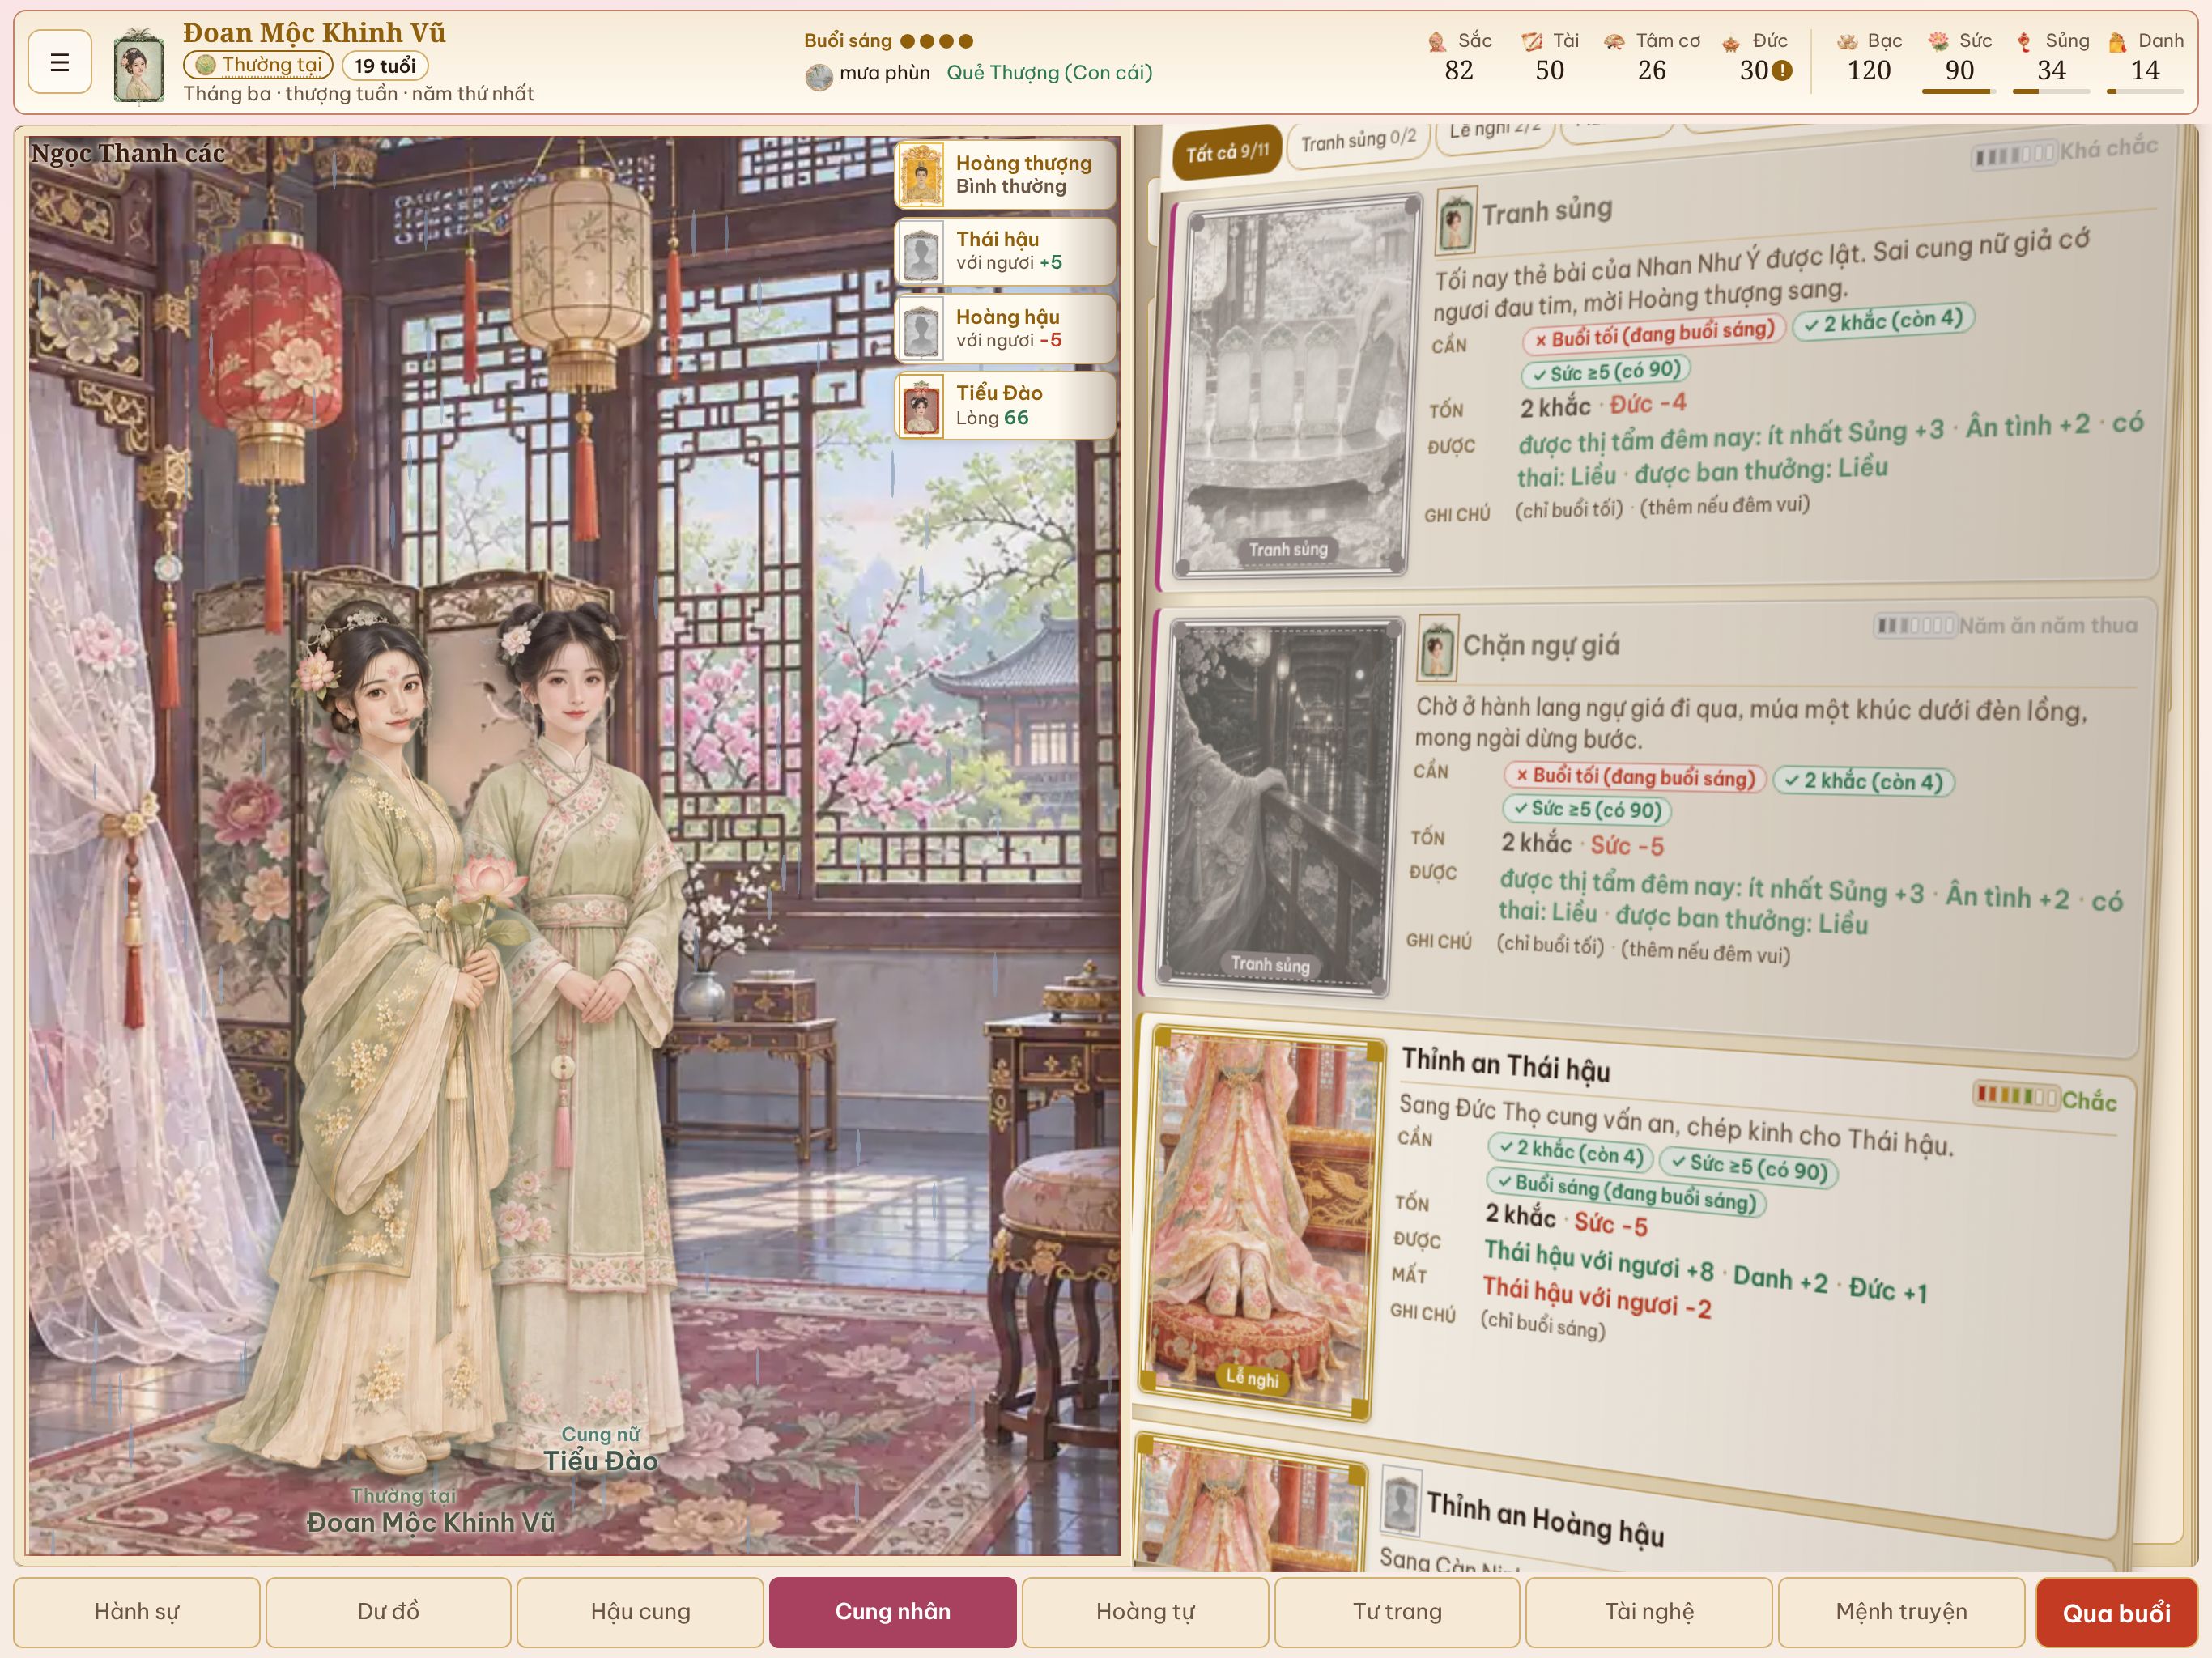 ☰
Đoan Mộc Khinh Vũ
Thường tại
19 tuổi
Tháng ba · thượng tuần · năm thứ nhất
Buổi sáng
mưa phùn Quẻ Thượng (Con cái)
Sắc Tài Tâm cơ Đức Bạc Sức Sủng Danh
82 50 26 30 ! 120 90 34 14
Ngọc Thanh các
Hoàng thượng
Bình thường
Thái hậu
với ngươi +5
Hoàng hậu
với ngươi -5
Tiểu Đào
Lòng 66
Cung nữ
Tiểu Đào
Thường tại
Đoan Mộc Khinh Vũ
Tất cả 9/11
Tranh sủng 0/2
Lễ nghi 2/2
Khá chắc
Tranh sủng
Tối nay thẻ bài của Nhan Như Ý được lật. Sai cung nữ giả cớ
ngươi đau tim, mời Hoàng thượng sang.
CẦN × Buổi tối (đang buổi sáng) ✓ 2 khắc (còn 4)
✓ Sức ≥5 (có 90)
TỐN 2 khắc · Đức -4
ĐƯỢC được thị tẩm đêm nay: ít nhất Sủng +3 · Ân tình +2 · có
thai: Liều · được ban thưởng: Liều
GHI CHÚ (chỉ buổi tối) · (thêm nếu đêm vui)
Tranh sủng
Năm ăn năm thua
Chặn ngự giá
Chờ ở hành lang ngự giá đi qua, múa một khúc dưới đèn lồng,
mong ngài dừng bước.
CẦN × Buổi tối (đang buổi sáng) ✓ 2 khắc (còn 4)
✓ Sức ≥5 (có 90)
TỐN 2 khắc · Sức -5
ĐƯỢC được thị tẩm đêm nay: ít nhất Sủng +3 · Ân tình +2 · có
thai: Liều · được ban thưởng: Liều
GHI CHÚ (chỉ buổi tối) · (thêm nếu đêm vui)
Tranh sủng
Thỉnh an Thái hậu
Chắc
Sang Đức Thọ cung vấn an, chép kinh cho Thái hậu.
CẦN ✓ 2 khắc (còn 4) ✓ Sức ≥5 (có 90)
✓ Buổi sáng (đang buổi sáng)
TỐN 2 khắc · Sức -5
ĐƯỢC Thái hậu với ngươi +8 · Danh +2 · Đức +1
MẤT Thái hậu với ngươi -2
GHI CHÚ (chỉ buổi sáng)
Lễ nghi
Thỉnh an Hoàng hậu
Hành sự
Dư đồ
Hậu cung
Cung nhân
Hoàng tự
Tư trang
Tài nghệ
Mệnh truyện
Qua buổi